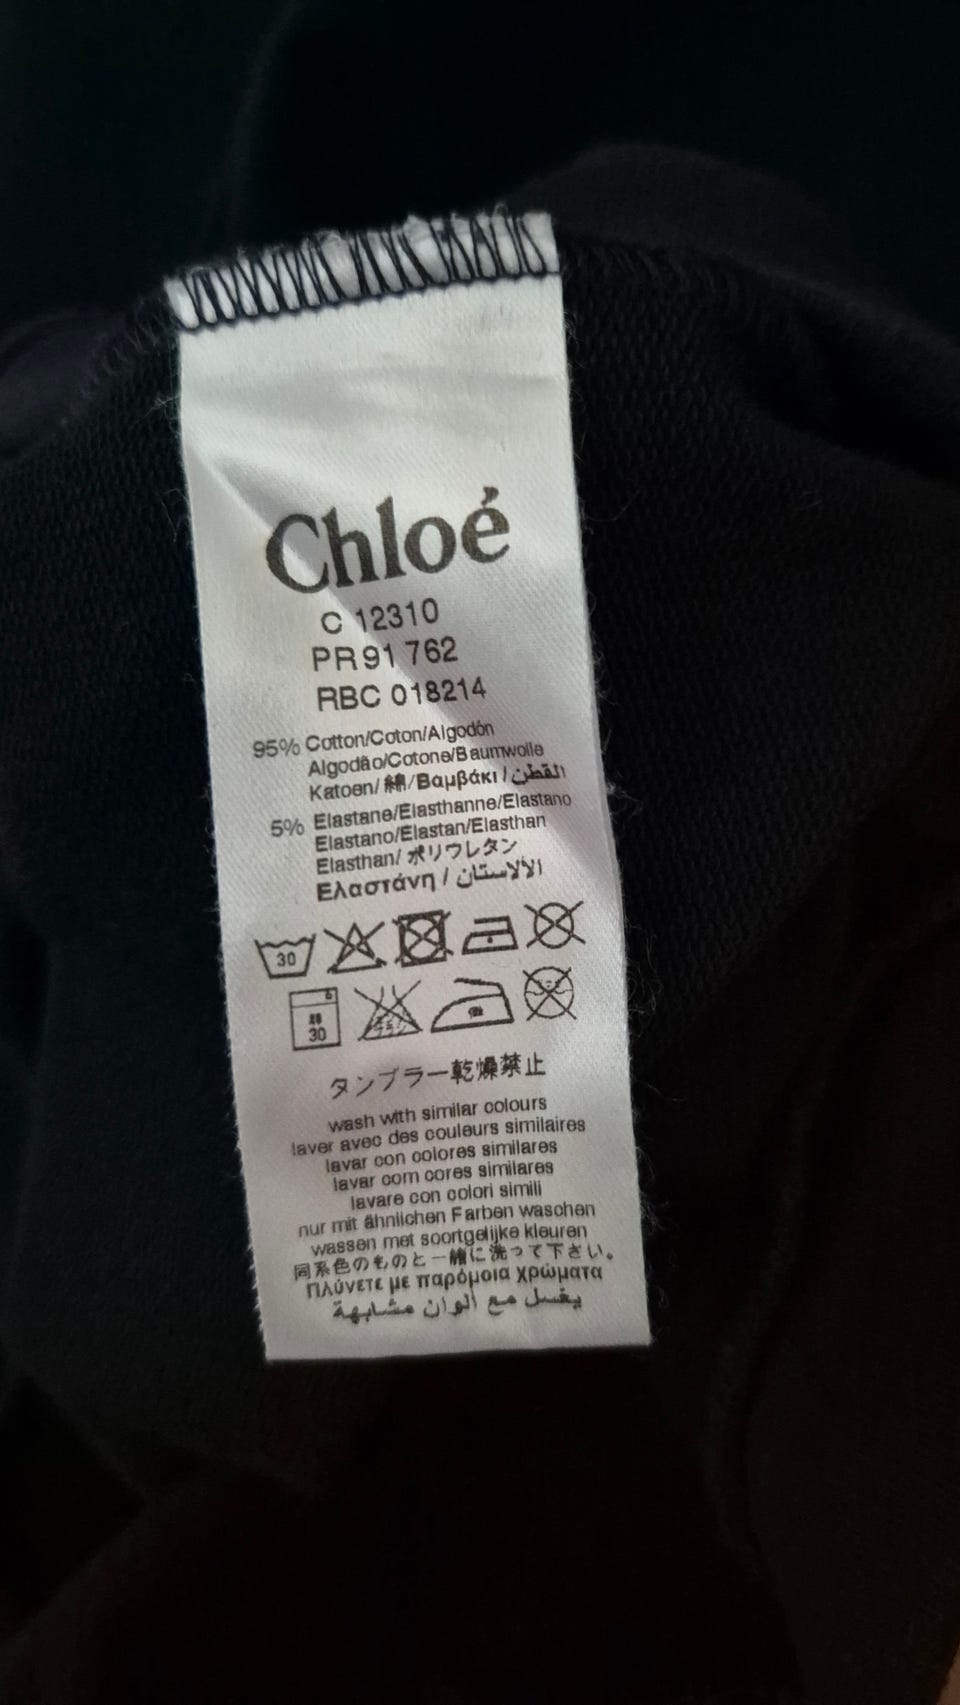 Chloé
C 12310
PR 91 762
RBC 018214
95% Cotton/Coton/Algodón
Algodão/Cotone/Baumwolle
Katoen/綿/Βαμβάκι/القطن
5% Elastane/Elasthanne/Elastano
Elastano/Elastan/Elasthan
Elasthan/ポリウレタン
Ελαστάνη / الالاستان
30
30
タンブラー乾燥禁止
wash with similar colours
laver avec des couleurs similaires
lavar con colores similares
lavar com cores similares
lavare con colori simili
nur mit ähnlichen Farben waschen
wassen met soortgelijke kleuren
同系色のものと一緒に洗って下さい。
Πλύνετε με παρόμοια χρώματα
يغسل مع الوان مشابهة